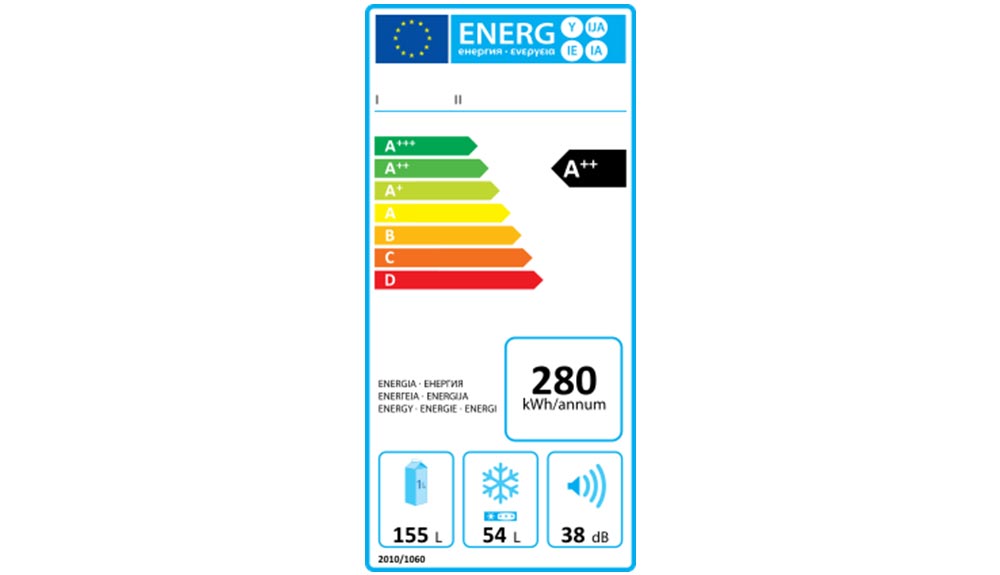 ENERG Y IJA
енергия · ενεργεια IE IA
I II
A+++
A++ A++
A+
A
B
C
D
280
kWh/annum
ENERGIA · ЕНЕРГИЯ
ΕΝΕΡΓΕΙΑ · ENERGIJA
ENERGY · ENERGIE · ENERGI
1L
155 L 54 L 38 dB
2010/1060